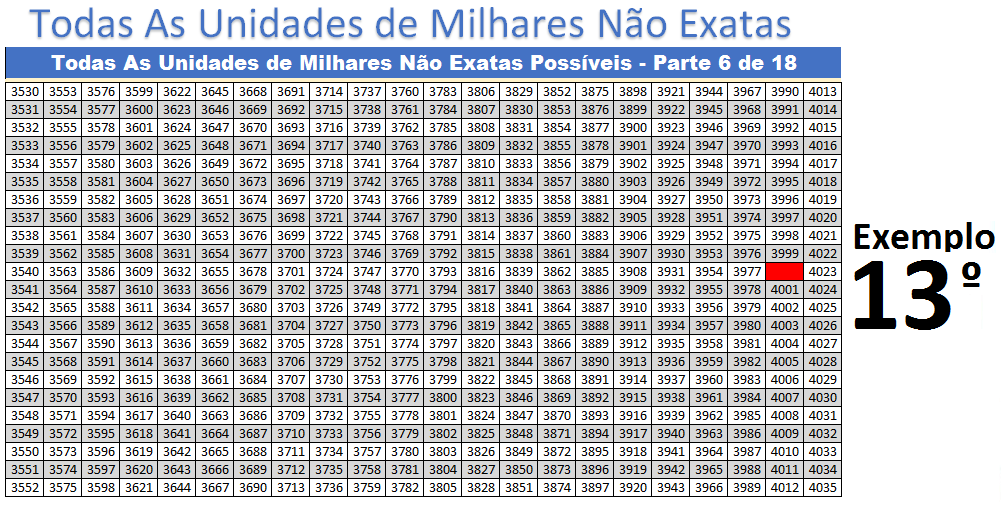 Todas As Unidades de Milhares Não Exatas
Todas As Unidades de Milhares Não Exatas Possíveis - Parte 6 de 18
3530 3553 3576 3599 3622 3645 3668 3691 3714 3737 3760 3783 3806 3829 3852 3875 3898 3921 3944 3967 3990 4013
3531 3554 3577 3600 3623 3646 3669 3692 3715 3738 3761 3784 3807 3830 3853 3876 3899 3922 3945 3968 3991 4014
3532 3555 3578 3601 3624 3647 3670 3693 3716 3739 3762 3785 3808 3831 3854 3877 3900 3923 3946 3969 3992 4015
3533 3556 3579 3602 3625 3648 3671 3694 3717 3740 3763 3786 3809 3832 3855 3878 3901 3924 3947 3970 3993 4016
3534 3557 3580 3603 3626 3649 3672 3695 3718 3741 3764 3787 3810 3833 3856 3879 3902 3925 3948 3971 3994 4017
3535 3558 3581 3604 3627 3650 3673 3696 3719 3742 3765 3788 3811 3834 3857 3880 3903 3926 3949 3972 3995 4018
3536 3559 3582 3605 3628 3651 3674 3697 3720 3743 3766 3789 3812 3835 3858 3881 3904 3927 3950 3973 3996 4019
3537 3560 3583 3606 3629 3652 3675 3698 3721 3744 3767 3790 3813 3836 3859 3882 3905 3928 3951 3974 3997 4020
3538 3561 3584 3607 3630 3653 3676 3699 3722 3745 3768 3791 3814 3837 3860 3883 3906 3929 3952 3975 3998 4021
3539 3562 3585 3608 3631 3654 3677 3700 3723 3746 3769 3792 3815 3838 3861 3884 3907 3930 3953 3976 3999 4022
3540 3563 3586 3609 3632 3655 3678 3701 3724 3747 3770 3793 3816 3839 3862 3885 3908 3931 3954 3977 4023
3541 3564 3587 3610 3633 3656 3679 3702 3725 3748 3771 3794 3817 3840 3863 3886 3909 3932 3955 3978 4001 4024
3542 3565 3588 3611 3634 3657 3680 3703 3726 3749 3772 3795 3818 3841 3864 3887 3910 3933 3956 3979 4002 4025
3543 3566 3589 3612 3635 3658 3681 3704 3727 3750 3773 3796 3819 3842 3865 3888 3911 3934 3957 3980 4003 4026
3544 3567 3590 3613 3636 3659 3682 3705 3728 3751 3774 3797 3820 3843 3866 3889 3912 3935 3958 3981 4004 4027
3545 3568 3591 3614 3637 3660 3683 3706 3729 3752 3775 3798 3821 3844 3867 3890 3913 3936 3959 3982 4005 4028
3546 3569 3592 3615 3638 3661 3684 3707 3730 3753 3776 3799 3822 3845 3868 3891 3914 3937 3960 3983 4006 4029
3547 3570 3593 3616 3639 3662 3685 3708 3731 3754 3777 3800 3823 3846 3869 3892 3915 3938 3961 3984 4007 4030
3548 3571 3594 3617 3640 3663 3686 3709 3732 3755 3778 3801 3824 3847 3870 3893 3916 3939 3962 3985 4008 4031
3549 3572 3595 3618 3641 3664 3687 3710 3733 3756 3779 3802 3825 3848 3871 3894 3917 3940 3963 3986 4009 4032
3550 3573 3596 3619 3642 3665 3688 3711 3734 3757 3780 3803 3826 3849 3872 3895 3918 3941 3964 3987 4010 4033
3551 3574 3597 3620 3643 3666 3689 3712 3735 3758 3781 3804 3827 3850 3873 3896 3919 3942 3965 3988 4011 4034
3552 3575 3598 3621 3644 3667 3690 3713 3736 3759 3782 3805 3828 3851 3874 3897 3920 3943 3966 3989 4012 4035
Exemplo
13º